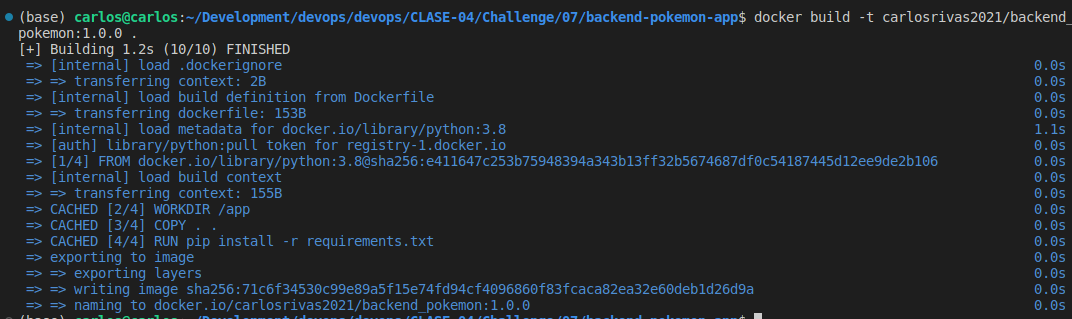 (base) carlos@carlos:~/Development/devops/devops/CLASE-04/Challenge/07/backend-pokemon-app$ docker build -t carlosrivas2021/backend_
pokemon:1.0.0 .
[+] Building 1.2s (10/10) FINISHED
=> [internal] load .dockerignore 0.0s
=> => transferring context: 2B 0.0s
=> [internal] load build definition from Dockerfile 0.0s
=> => transferring dockerfile: 153B 0.0s
=> [internal] load metadata for docker.io/library/python:3.8 1.1s
=> [auth] library/python:pull token for registry-1.docker.io 0.0s
=> [1/4] FROM docker.io/library/python:3.8@sha256:e411647c253b75948394a343b13ff32b5674687df0c54187445d12ee9de2b106 0.0s
=> [internal] load build context 0.0s
=> => transferring context: 155B 0.0s
=> CACHED [2/4] WORKDIR /app 0.0s
=> CACHED [3/4] COPY . . 0.0s
=> CACHED [4/4] RUN pip install -r requirements.txt 0.0s
=> exporting to image 0.0s
=> => exporting layers 0.0s
=> => writing image sha256:71c6f34530c99e89a5f15e74fd94cf4096860f83fcaca82ea32e60deb1d26d9a 0.0s
=> => naming to docker.io/carlosrivas2021/backend_pokemon:1.0.0 0.0s
(base) carlos@carlos:~/Development/devops/devops/CLASE-04/Challenge/07/backend-pokemon-app$